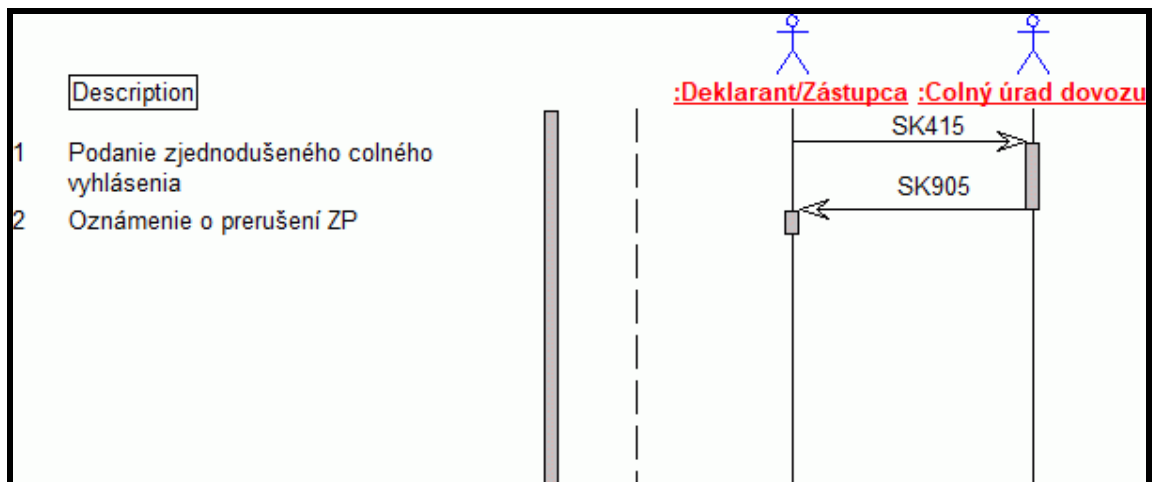 Description
:Deklarant/Zástupca :Colný úrad dovozu
SK415
1 Podanie zjednodušeného colného
vyhlásenia
SK905
2 Oznámenie o prerušení ZP